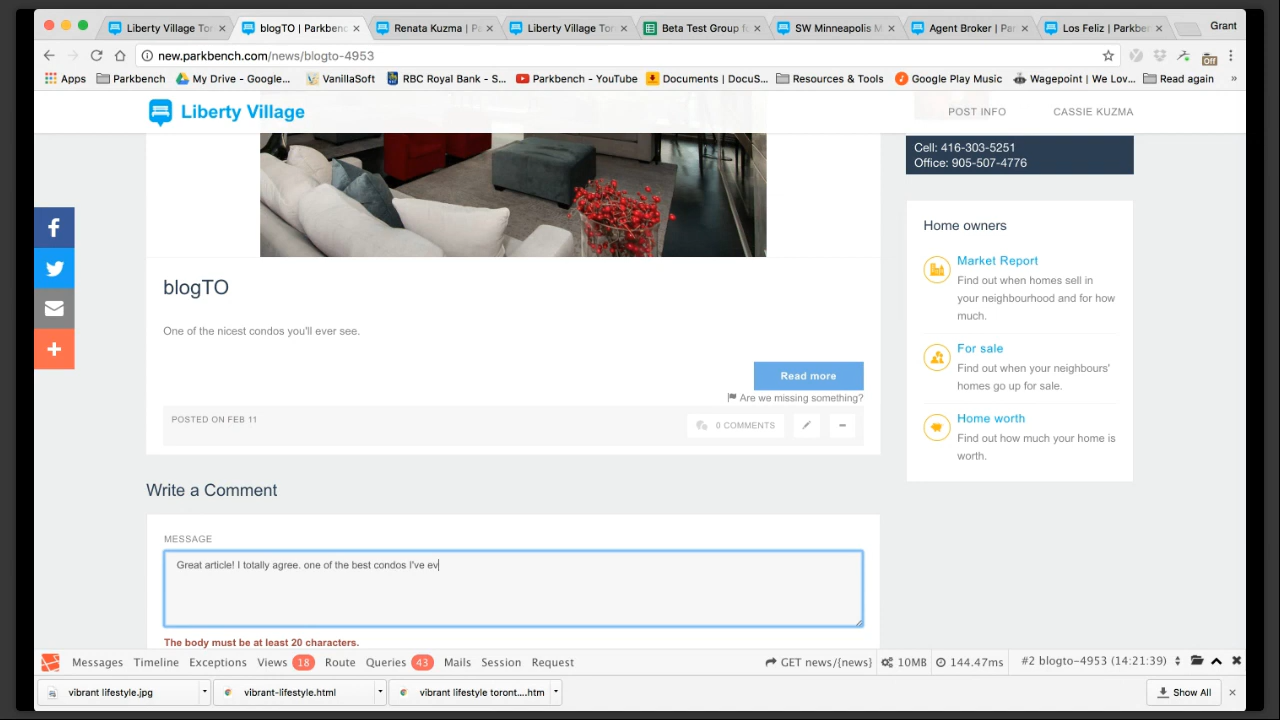 Liberty Village To
blogTO | Parkbenc
Renata Kuzma | Pa
Liberty Village Tor
Beta Test Group fo
SW Minneapolis M
Agent Broker | Par
Los Feliz | Parkben
Grant
new.parkbench.com/news/blogto-4953
Off
Apps
Parkbench
My Drive - Google...
VanillaSoft
RBC Royal Bank - S...
Parkbench - YouTube
Documents | DocuS...
Resources & Tools
Google Play Music
Wagepoint | We Lov...
Read again
»
Liberty Village
POST INFO
CASSIE KUZMA
Cell: 416-303-5251
Office: 905-507-4776
Home owners
Market Report
Find out when homes sell in
your neighbourhood and for how
much.
For sale
Find out when your neighbours'
homes go up for sale.
Home worth
Find out how much your home is
worth.
blogTO
One of the nicest condos you'll ever see.
Read more
Are we missing something?
POSTED ON FEB 11
0 COMMENTS
Write a Comment
MESSAGE
Great article! I totally agree. one of the best condos I've ev
The body must be at least 20 characters.
Messages Timeline Exceptions Views 18 Route Queries 43 Mails Session Request
GET news/{news} 10MB 144.47ms #2 blogto-4953 (14:21:39)
vibrant lifestyle.jpg
vibrant-lifestyle.html
vibrant lifestyle toront....htm
Show All